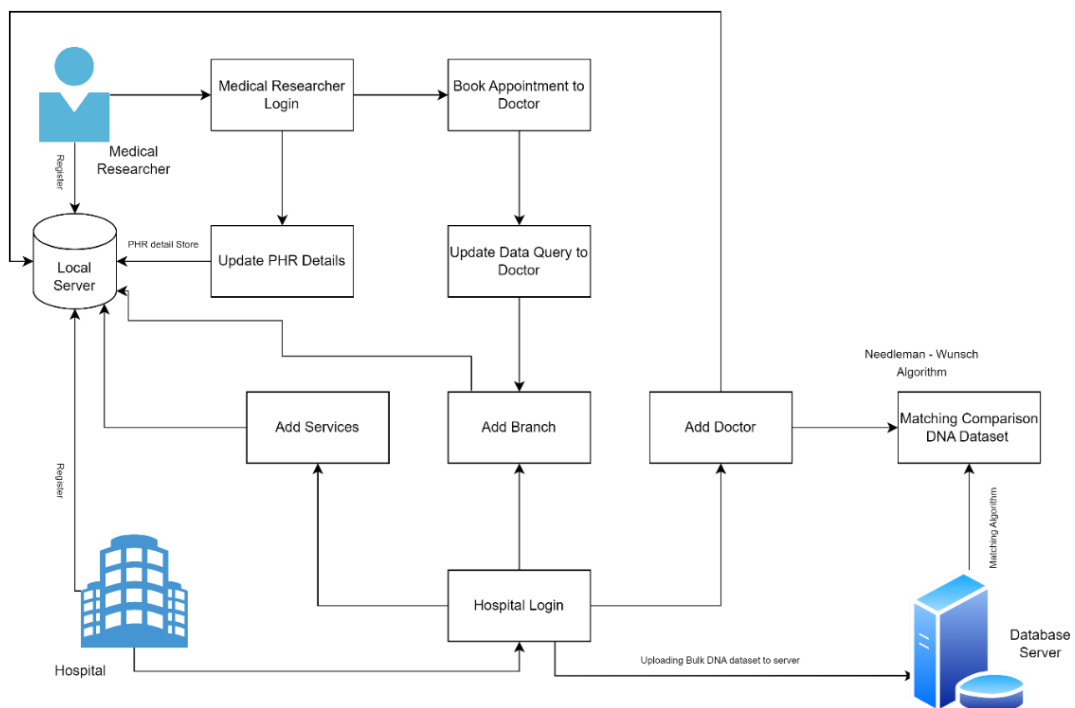 Medical Researcher
Login
Book Appointment to
Doctor
Medical
Researcher
Register
PHR detail Store
Local
Server
Update PHR Details
Update Data Query to
Doctor
Needleman - Wunsch
Algorithm
Add Services
Add Branch
Add Doctor
Matching Comparison
DNA Dataset
Register
Matching Algorithm
Hospital Login
Hospital
Uploading Bulk DNA dataset to server
Database
Server